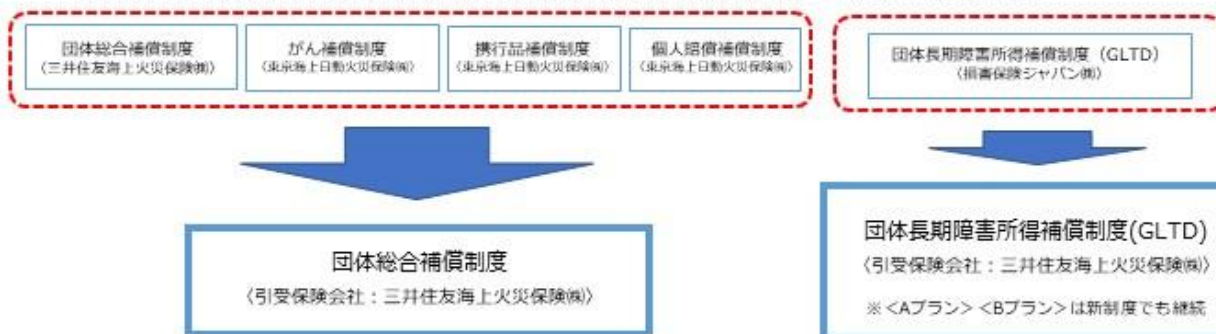 団体総合補償制度
（三井住友海上火災保険㈱）
がん補償制度
（東京海上日動火災保険㈱）
携行品補償制度
（東京海上日動火災保険㈱）
個人賠償補償制度
（東京海上日動火災保険㈱）
団体長期障害所得補償制度（GLTD）
（損害保険ジャパン㈱）
団体総合補償制度
〈引受保険会社：三井住友海上火災保険㈱〉
団体長期障害所得補償制度(GLTD)
〈引受保険会社：三井住友海上火災保険㈱〉
※<Aプラン><Bプラン>は新制度でも継続